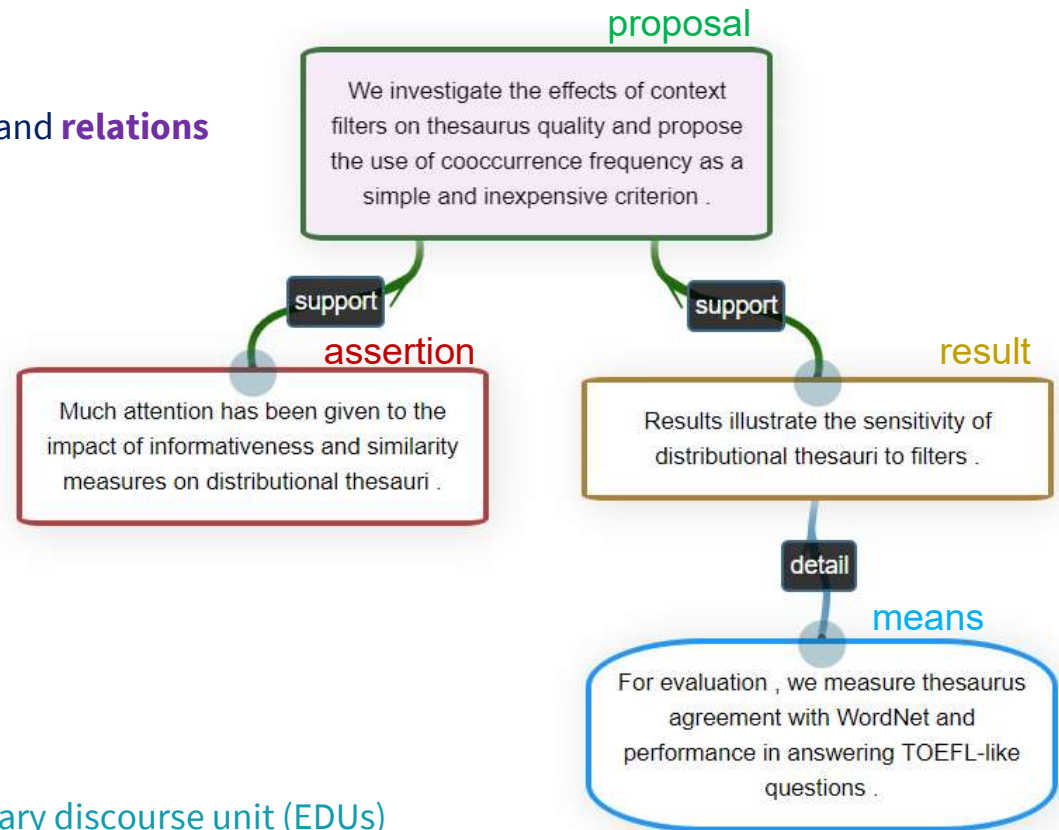 proposal
and relations
We investigate the effects of context
filters on thesaurus quality and propose
the use of cooccurrence frequency as a
simple and inexpensive criterion .
support
support
assertion
result
Much attention has been given to the
impact of informativeness and similarity
measures on distributional thesauri .
Results illustrate the sensitivity of
distributional thesauri to filters .
detail
means
For evaluation , we measure thesaurus
agreement with WordNet and
performance in answering TOEFL-like
questions .
ary discourse unit (EDUs)